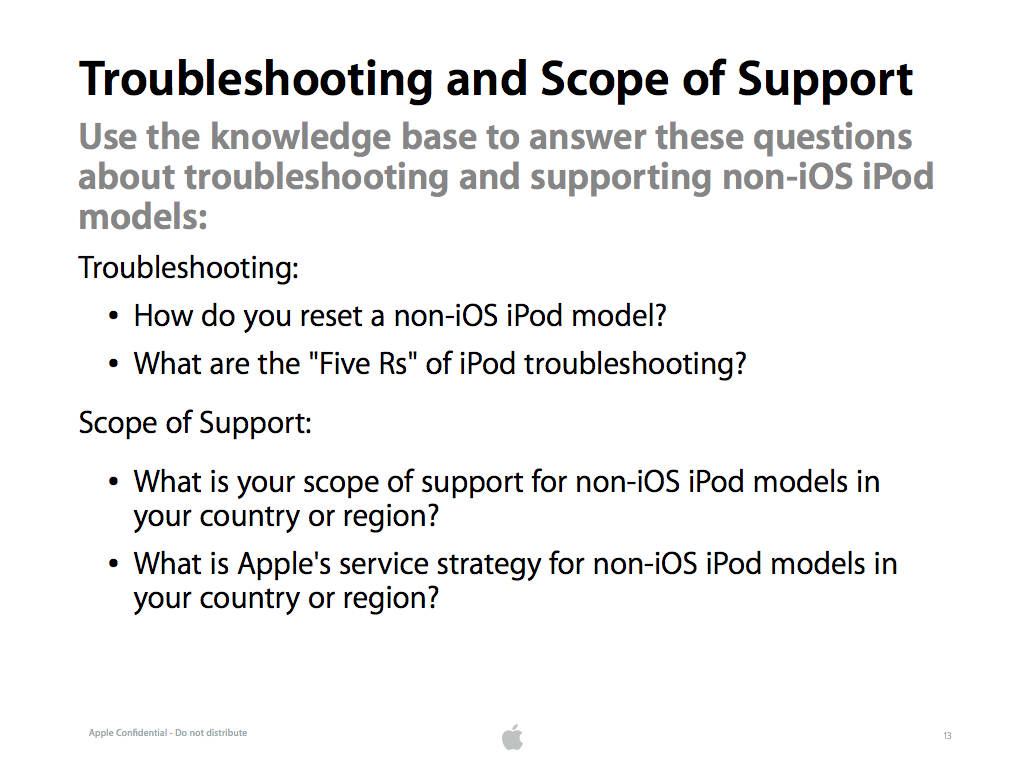 Troubleshooting and Scope of Support
Use the knowledge base to answer these questions
about troubleshooting and supporting non-iOS iPod
models:
Troubleshooting:
• How do you reset a non-iOS iPod model?
• What are the "Five Rs" of iPod troubleshooting?
Scope of Support:
• What is your scope of support for non-iOS iPod models in
your country or region?
• What is Apple's service strategy for non-iOS iPod models in
your country or region?
Apple Confidential - Do not distribute
13